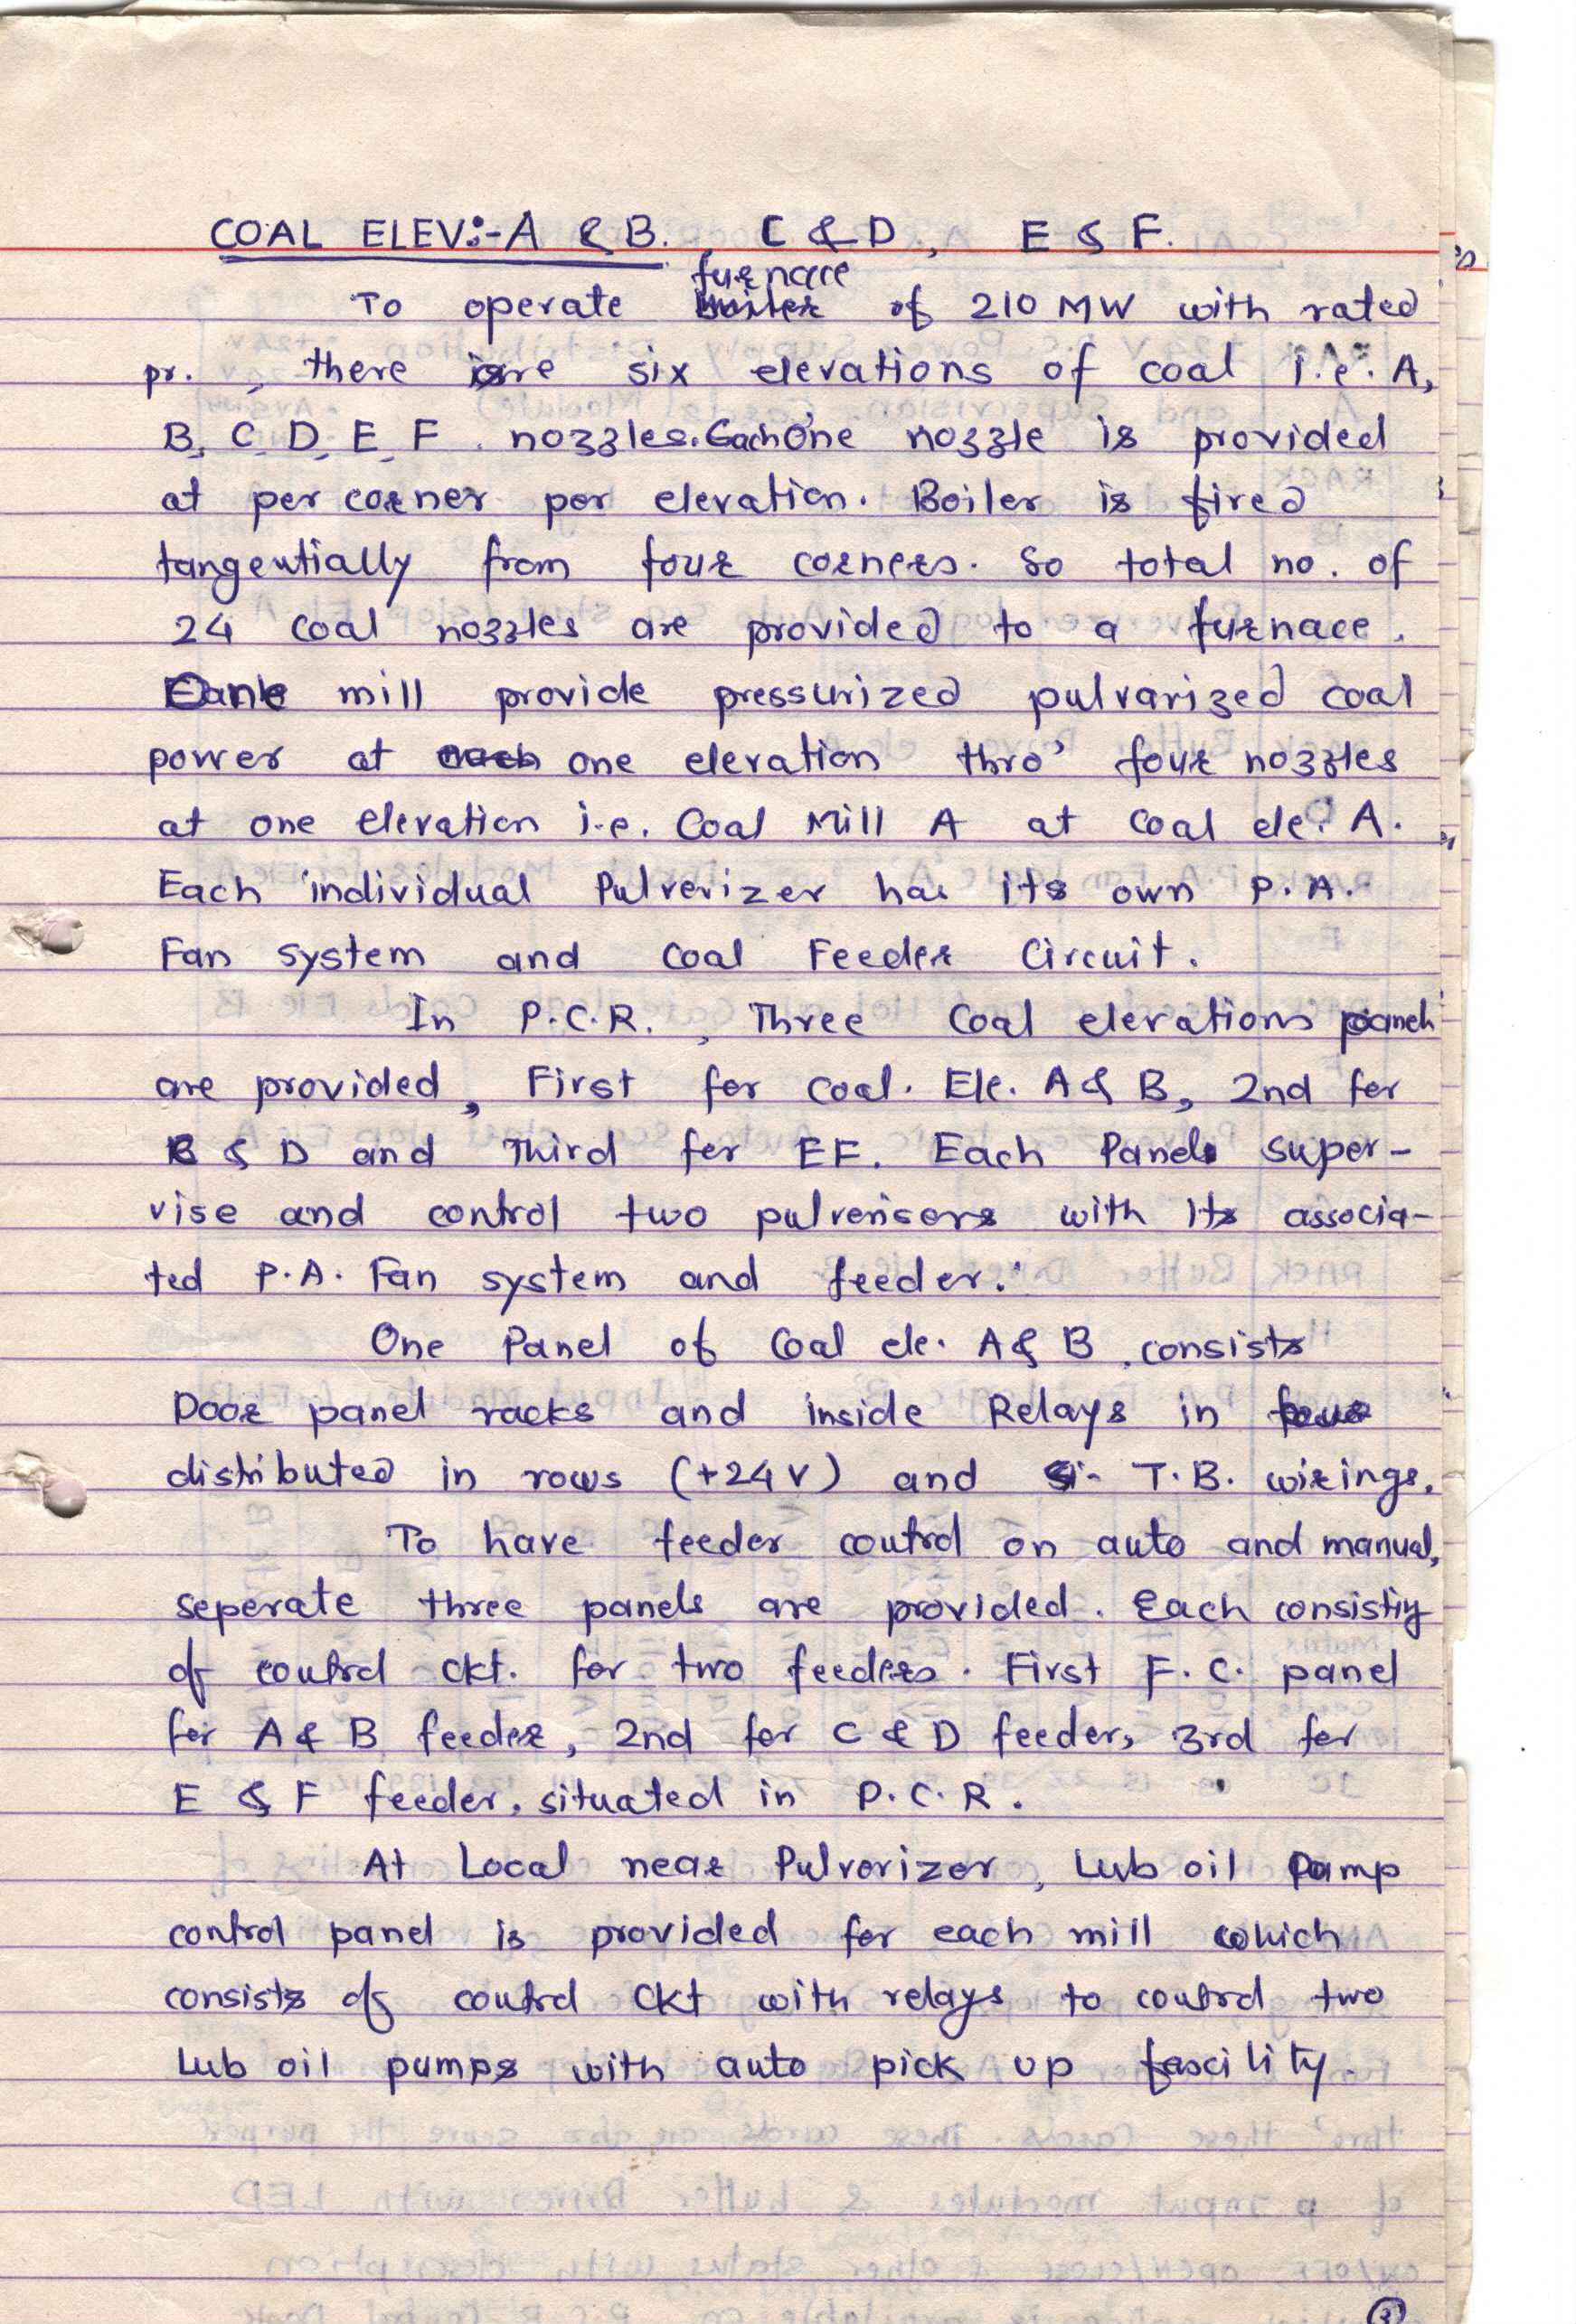 COAL ELEV:- A & B. C & D, E & F.
furnace
To operate of 210 MW with rated
pr. , there are six elevations of coal i.e. A,
B, C, D, E, F. nozzles. Each One nozzle is provided
at per corner per elevation. Boiler is fired
tangentially from four corners. So total no. of
24 coal nozzles are provided to a furnace.
mill provide pressurized pulvarized coal
power at one elevation thro' four nozzles
at one elevation i.e. Coal Mill A at Coal ele. A.
Each individual Pulverizer has its own P.A.
Fan system and Coal Feeder Circuit.
In P.C.R., Three Coal elevations panels
are provided, First for Coal. Ele. A & B, 2nd for
& D and Third for EF. Each Panel super-
vise and control two pulverisers with its associa-
ted P.A. Fan system and feeder.
One Panel of Coal ele. A & B, consists
Door panel racks and inside Relays in
distributed in rows (+24V) and T.B. wirings.
To have feeder control on auto and manual,
seperate three panels are provided. Each consisting
of control ckt. for two feeders. First F.C. panel
for A & B feeder, 2nd for C & D feeder, 3rd for
E & F feeder, situated in P.C.R.
At Local near Pulverizer, Lub oil Pump
control panel is provided for each mill which
consists of control ckt with relays to control two
Lub oil pumps with auto pick up fascility.
3